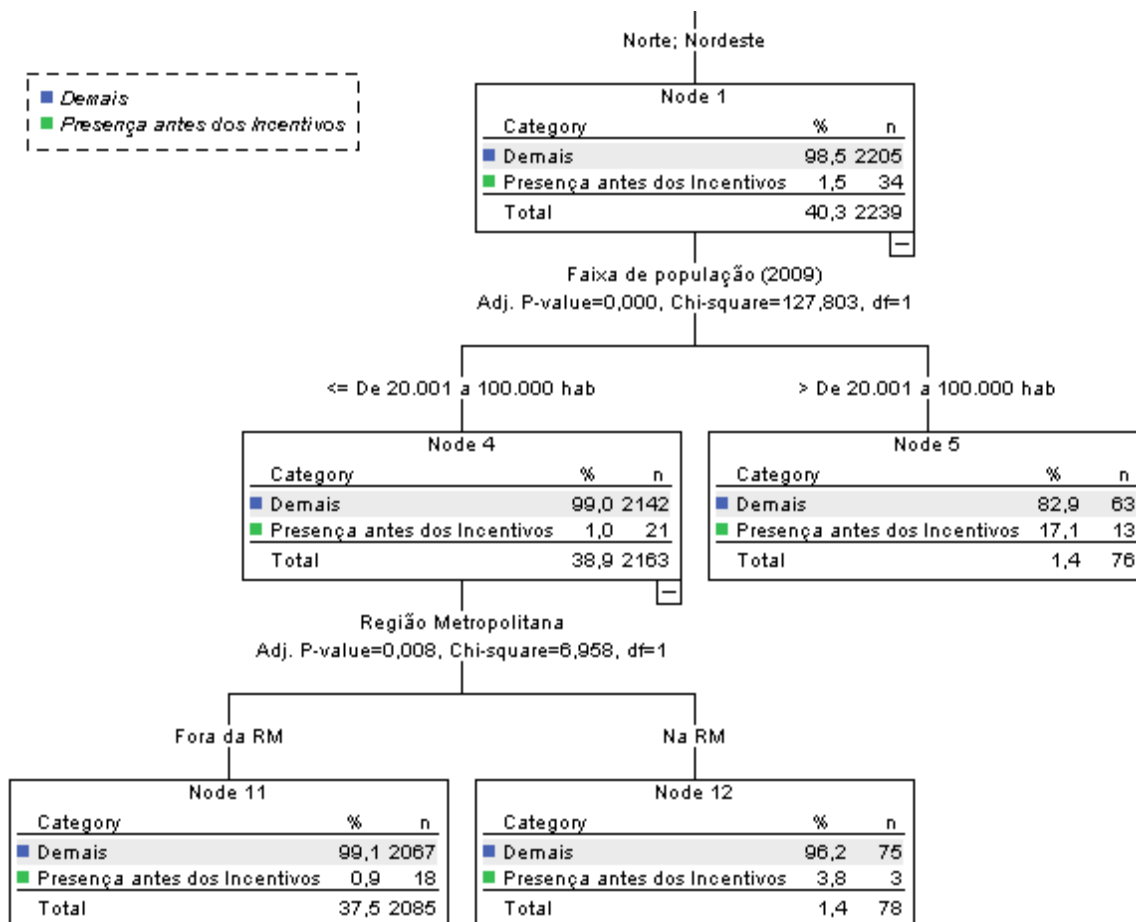 Norte; Nordeste
Demais
Presença antes dos Incentivos
Node 1
Category % n
Demais 98,5 2205
Presença antes dos Incentivos 1,5 34
Total 40,3 2239
Faixa de população (2009)
Adj. P-value=0,000, Chi-square=127,803, df=1
<= De 20.001 a 100.000 hab
> De 20.001 a 100.000 hab
Node 4
Category % n
Demais 99,0 2142
Presença antes dos Incentivos 1,0 21
Total 38,9 2163
Node 5
Category % n
Demais 82,9 63
Presença antes dos Incentivos 17,1 13
Total 1,4 76
Região Metropolitana
Adj. P-value=0,008, Chi-square=6,958, df=1
Fora da RM
Na RM
Node 11
Category % n
Demais 99,1 2067
Presença antes dos Incentivos 0,9 18
Total 37,5 2085
Node 12
Category % n
Demais 96,2 75
Presença antes dos Incentivos 3,8 3
Total 1,4 78